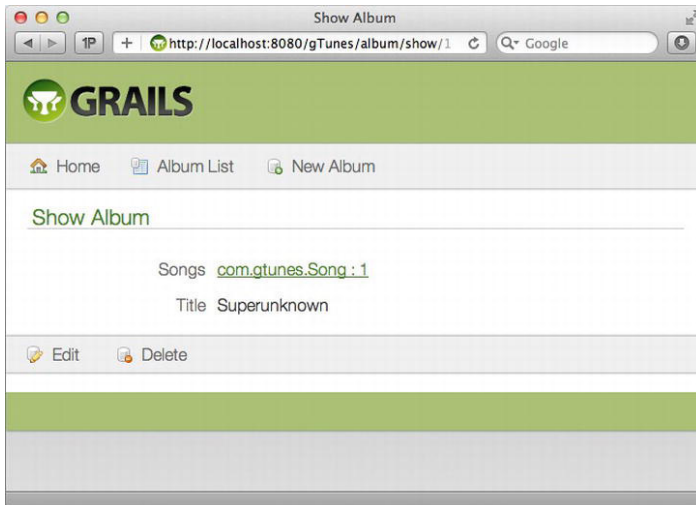 Show Album
1P + http://localhost:8080/gTunes/album/show/1 Google
GRAILS
Home Album List New Album
Show Album
Songs com.gtunes.Song : 1
Title Superunknown
Edit Delete